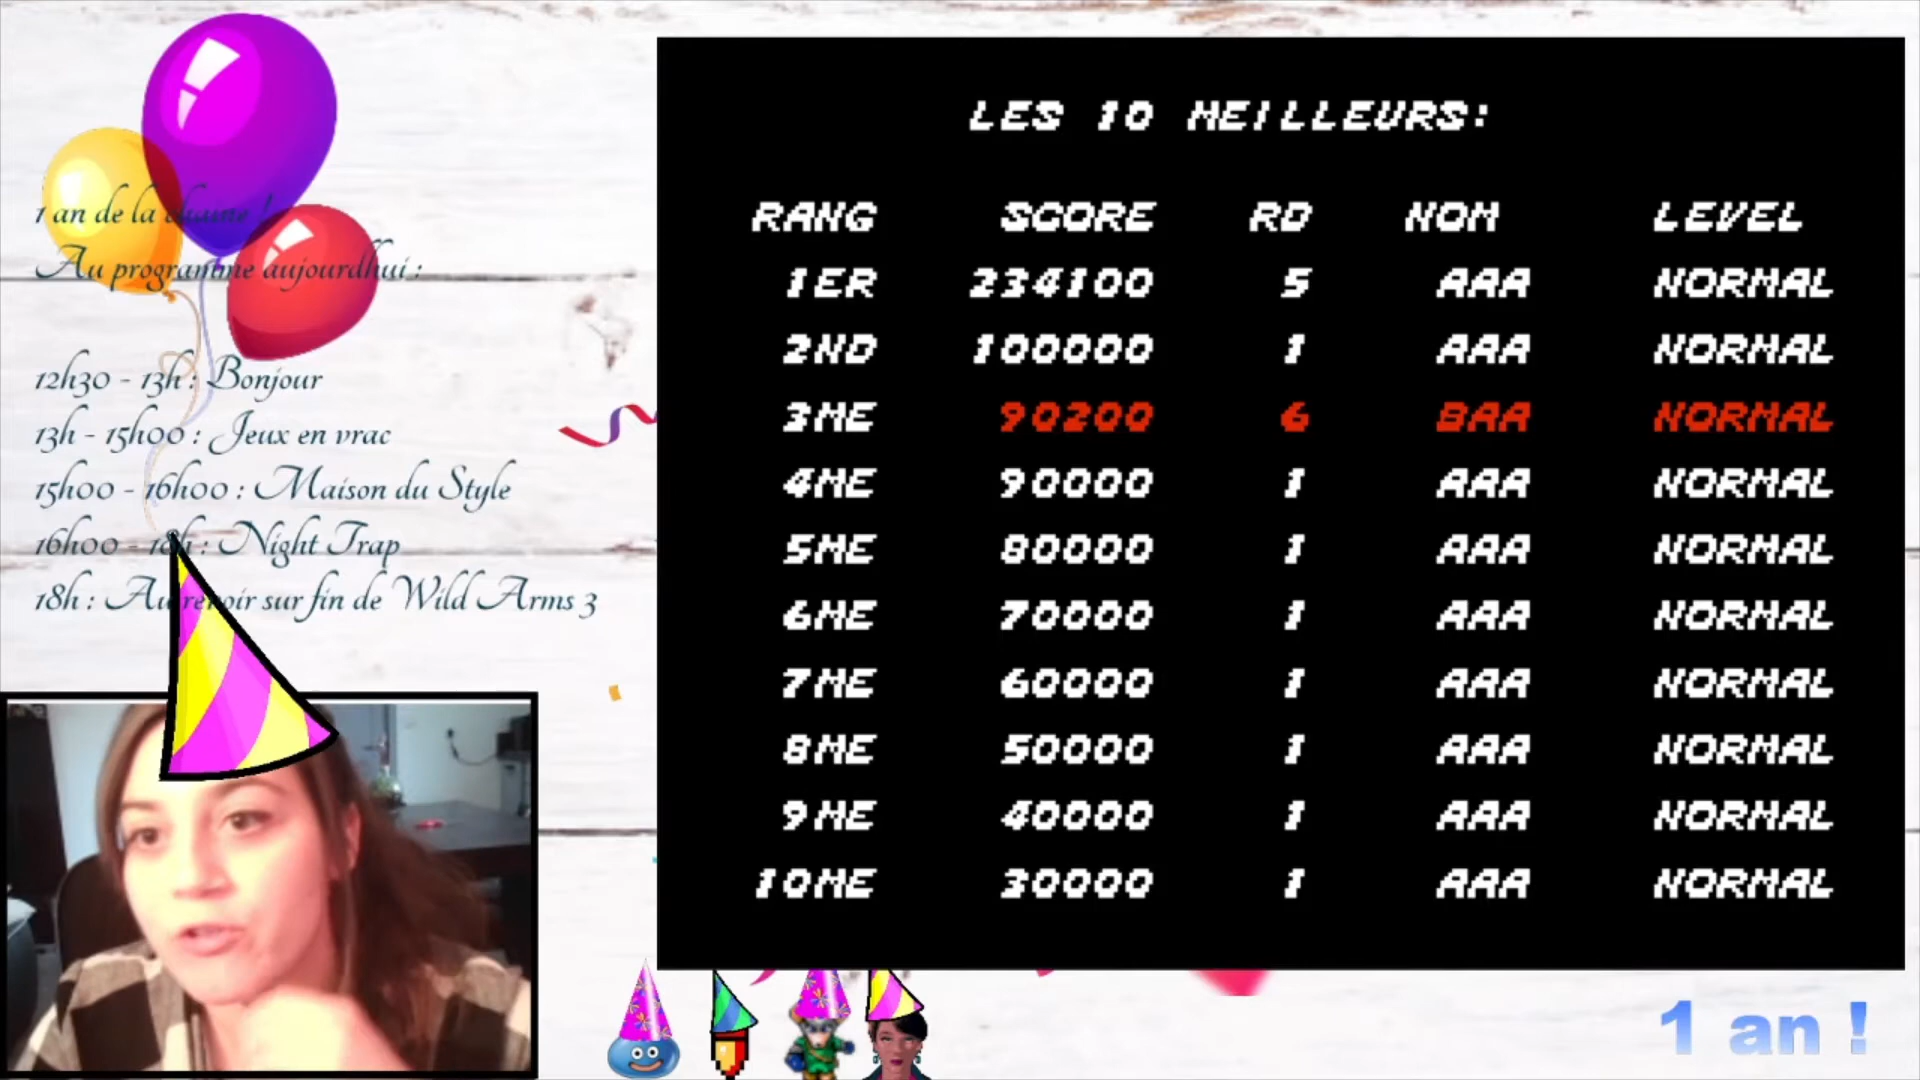 1 an de la chaine !
Au programme aujourdhui :
12h30 - 13h : Bonjour
13h - 15h00 : Jeux en vrac
15h00 - 16h00 : Maison du Style
16h00 - 18h : Night Trap
18h : Au revoir sur fin de Wild Arms 3
LES 10 MEILLEURS:
RANG SCORE RD NOM LEVEL
1ER 234100 5 AAA NORMAL
2ND 100000 1 AAA NORMAL
3ME 90200 6 BAA NORMAL
4ME 90000 1 AAA NORMAL
5ME 80000 1 AAA NORMAL
6ME 70000 1 AAA NORMAL
7ME 60000 1 AAA NORMAL
8ME 50000 1 AAA NORMAL
9ME 40000 1 AAA NORMAL
10ME 30000 1 AAA NORMAL
1 an !